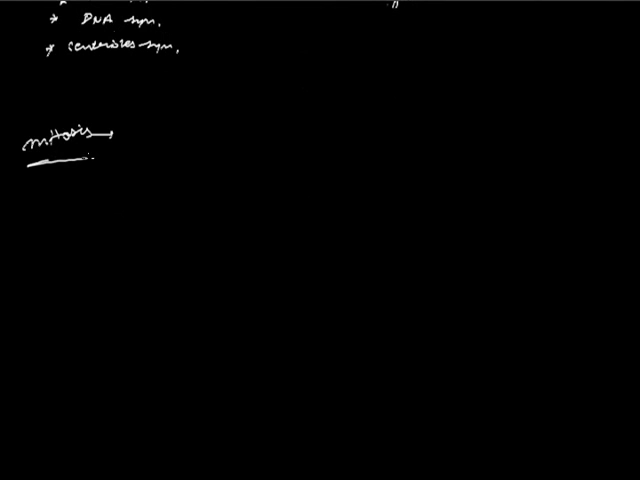 * DNA syn.
* Centrioles syn.
mitosis →